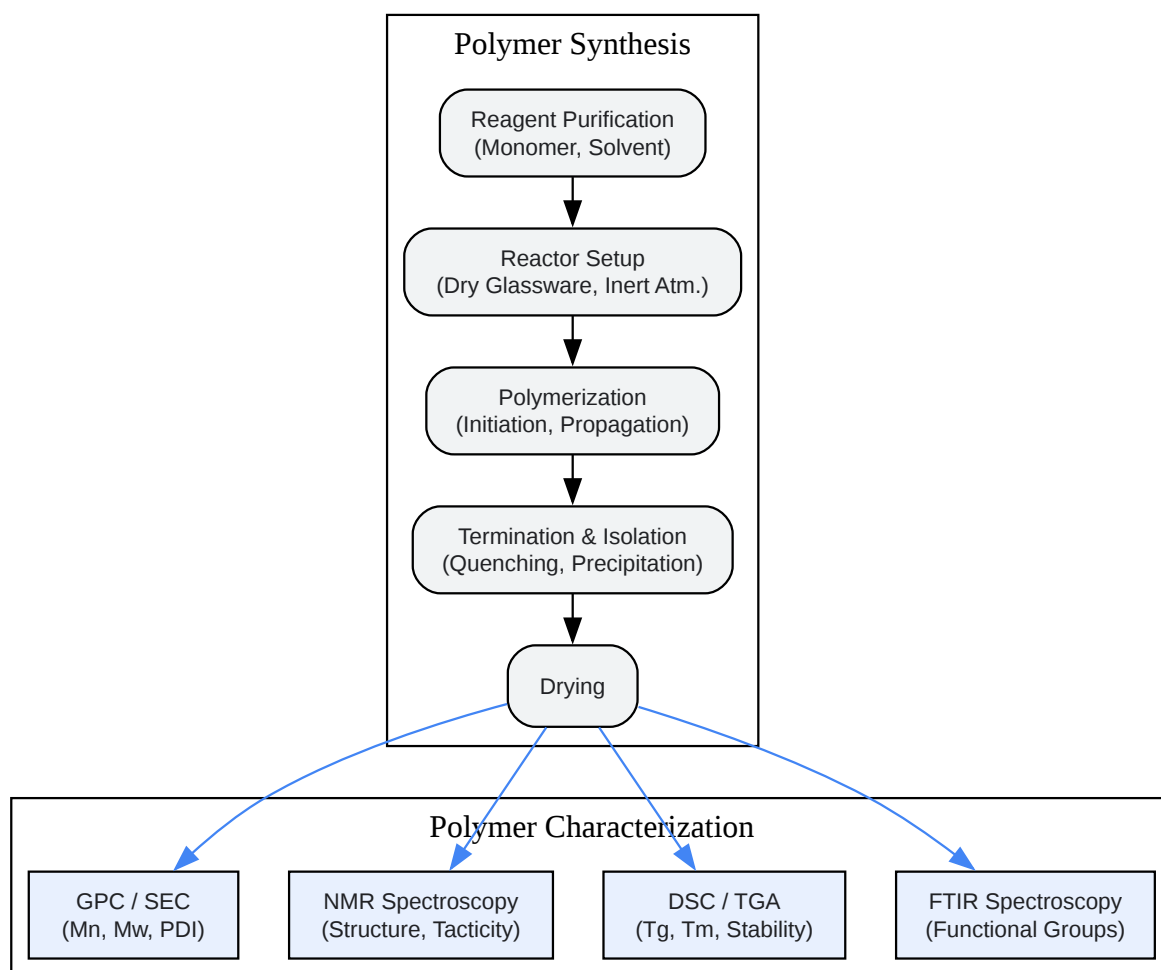 Polymer Synthesis
Reagent Purification
(Monomer, Solvent)
Reactor Setup
(Dry Glassware, Inert Atm.)
Polymerization
(Initiation, Propagation)
Termination & Isolation
(Quenching, Precipitation)
Drying
Polymer Characterization
GPC / SEC
(Mn, Mw, PDI)
NMR Spectroscopy
(Structure, Tacticity)
DSC / TGA
(Tg, Tm, Stability)
FTIR Spectroscopy
(Functional Groups)